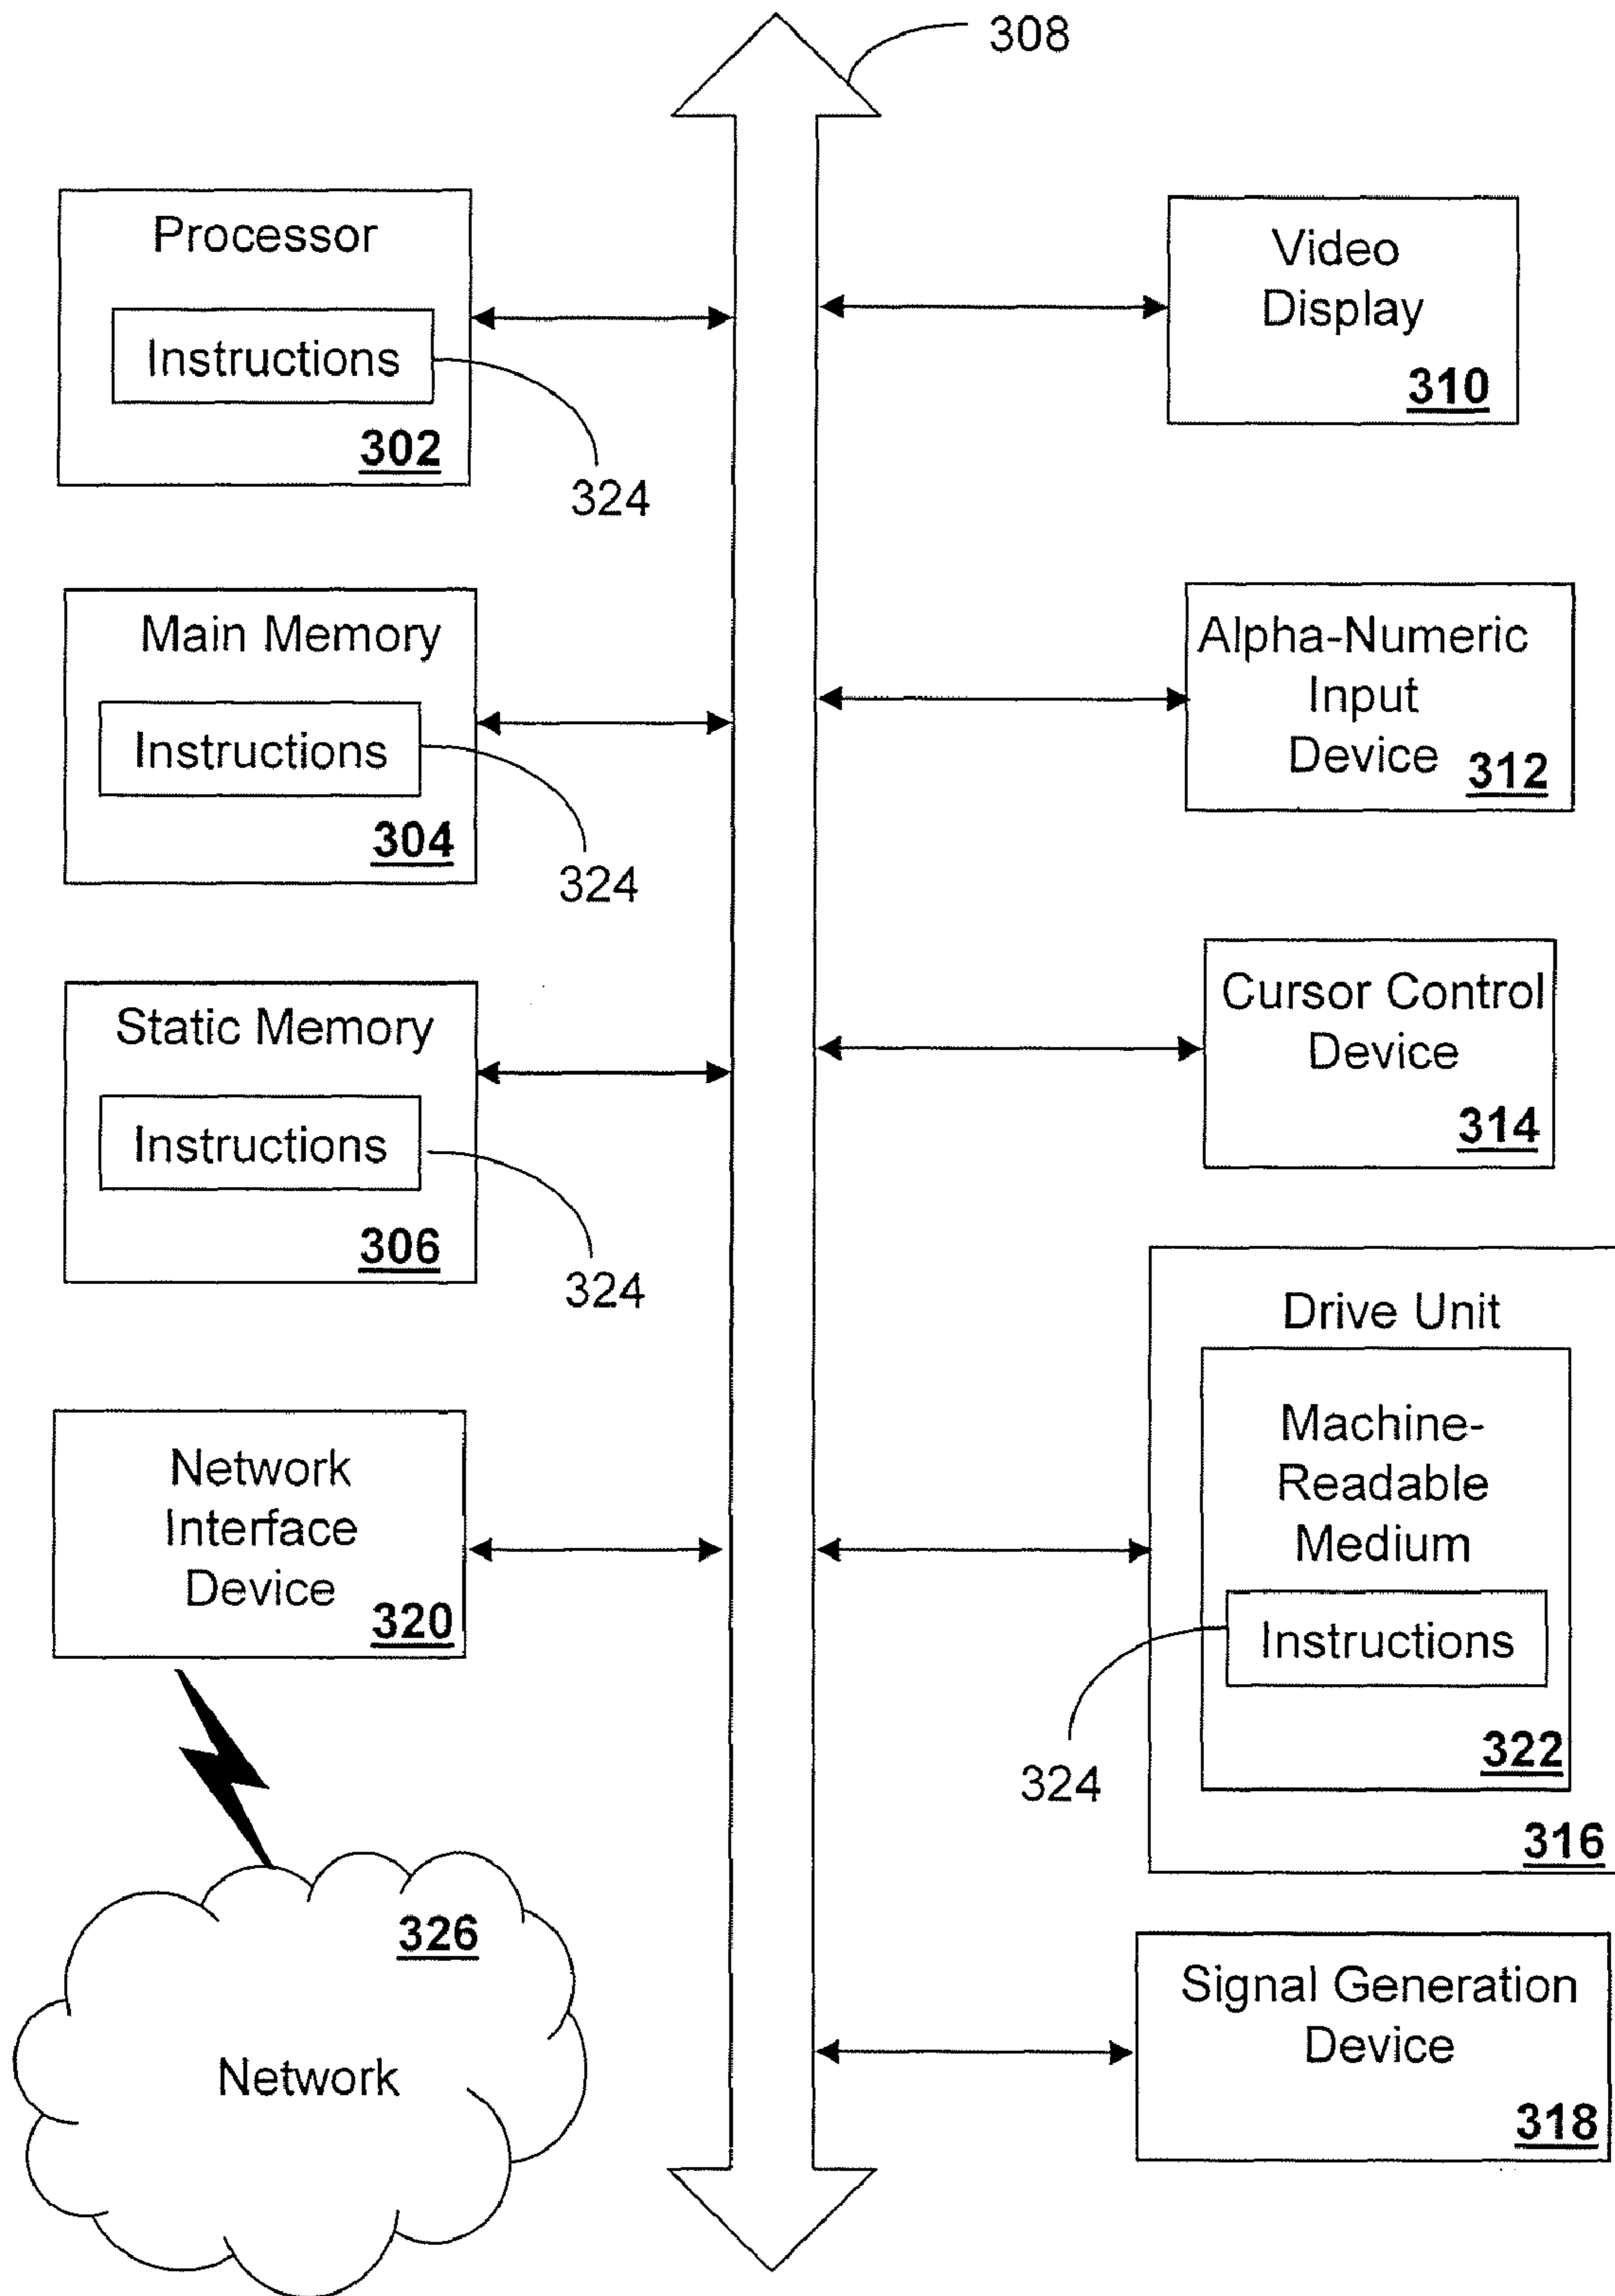 308
Processor
Instructions
302
324
Main Memory
Instructions
304
324
Static Memory
Instructions
306
324
Network
Interface
Device
320
326
Network
Video
Display
310
Alpha-Numeric
Input
Device
312
Cursor Control
Device
314
Drive Unit
Machine-
Readable
Medium
Instructions
324
322
316
Signal Generation
Device
318